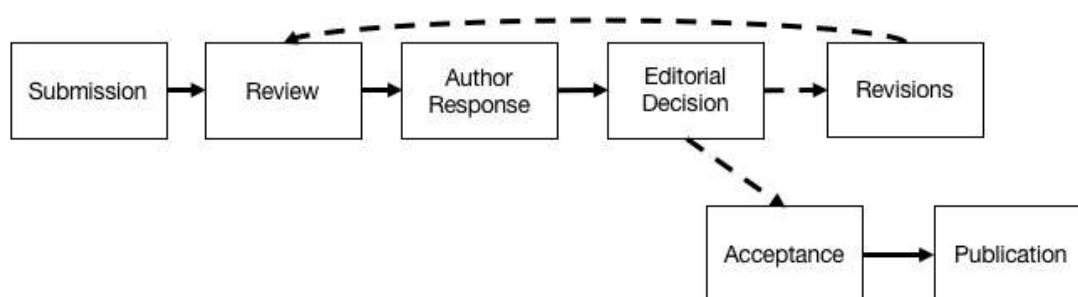 Submission
Review
Author
Response
Editorial
Decision
Revisions
Acceptance
Publication